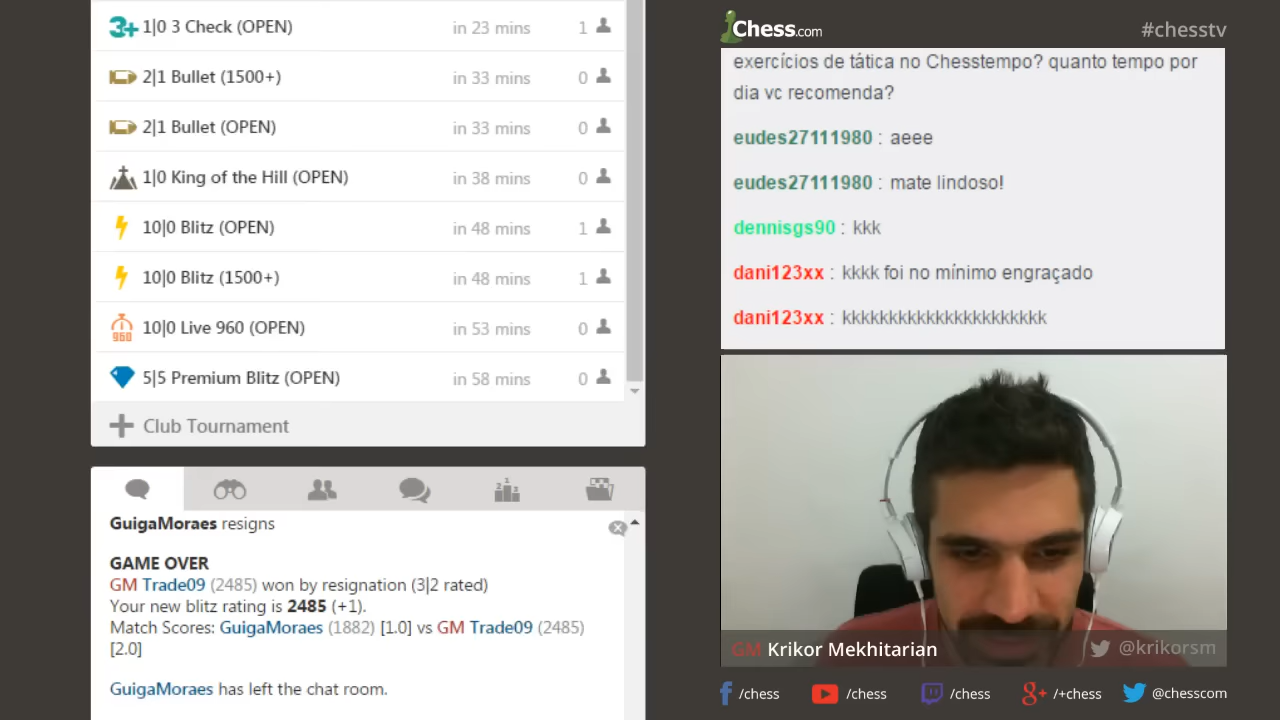 1|0 3 Check (OPEN) in 23 mins 1
2|1 Bullet (1500+) in 33 mins 0
2|1 Bullet (OPEN) in 33 mins 0
1|0 King of the Hill (OPEN) in 38 mins 0
10|0 Blitz (OPEN) in 48 mins 1
10|0 Blitz (1500+) in 48 mins 1
10|0 Live 960 (OPEN) in 53 mins 0
5|5 Premium Blitz (OPEN) in 58 mins 0
Club Tournament
GuigaMoraes resigns
GAME OVER
GM Trade09 (2485) won by resignation (3|2 rated)
Your new blitz rating is 2485 (+1).
Match Scores: GuigaMoraes (1882) [1.0] vs GM Trade09 (2485)
[2.0]
GuigaMoraes has left the chat room.
Chess.com #chesstv
exercícios de tática no Chesstempo? quanto tempo por
dia vc recomenda?
eudes27111980 : aeee
eudes27111980 : mate lindoso!
dennisgs90 : kkk
dani123xx : kkkk foi no mínimo engraçado
dani123xx : kkkkkkkkkkkkkkkkkkkkkk
GM Krikor Mekhitarian @krikorsm
/chess /chess /chess /+chess @chesscom